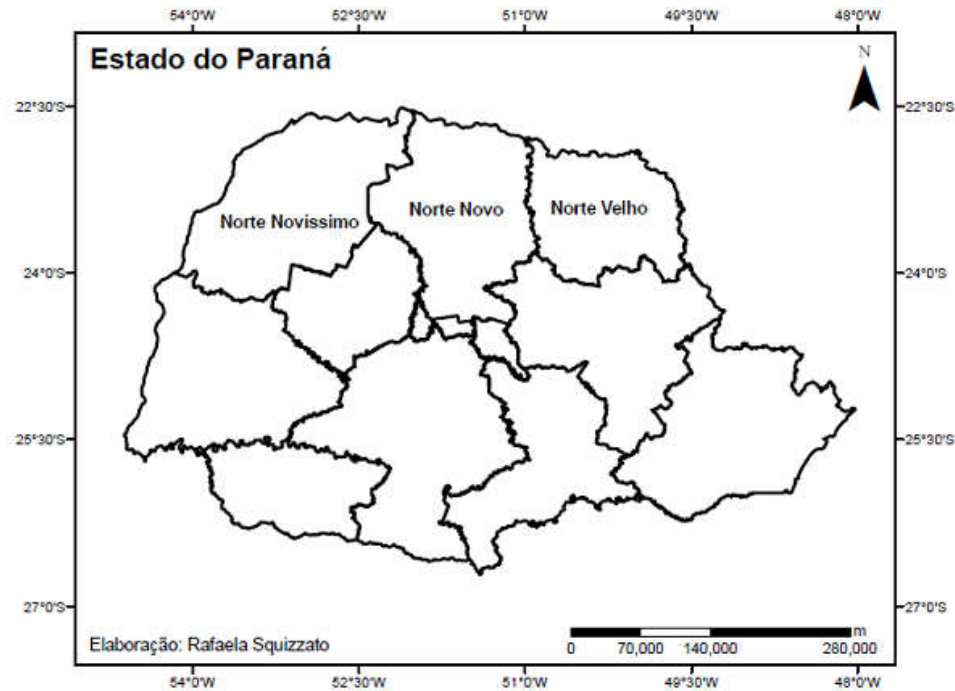 54°0'W 52°30'W 51°0'W 49°30'W 48°0'W
Estado do Paraná
N
22°30'S 22°30'S
Norte Novissimo Norte Novo Norte Velho
24°0'S 24°0'S
25°30'S 25°30'S
27°0'S 27°0'S
Elaboração: Rafaela Squizzato
m
0 70,000 140,000 280,000
54°0'W 52°30'W 51°0'W 49°30'W 48°0'W